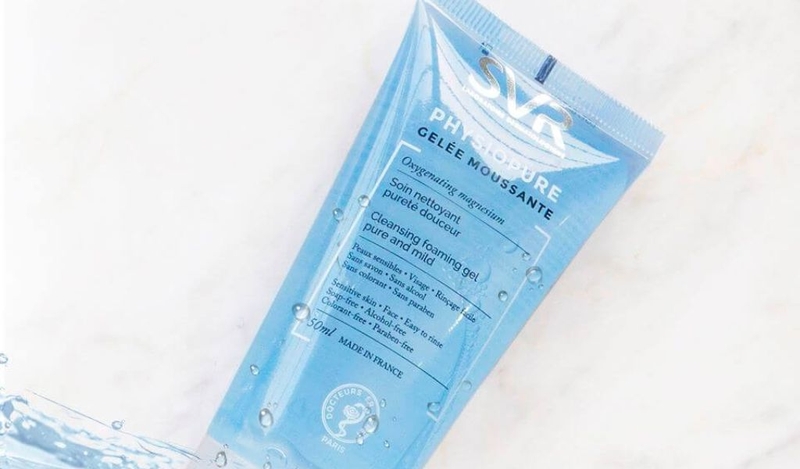 SVR
PHYSIOPURE
GELÉE MOUSSANTE
Oxygenating magnesium
Soin nettoyant
pureté douceur
Cleansing foaming gel
pure and mild
Peaux sensibles • Visage • Rinçage facile
Sans savon • Sans alcool
Sans colorant • Sans paraben
Sensitive skin • Face • Easy to rinse
Soap-free • Alcohol-free
Colorant-free • Paraben-free
50ml MADE IN FRANCE
DOCTEURS
PARIS